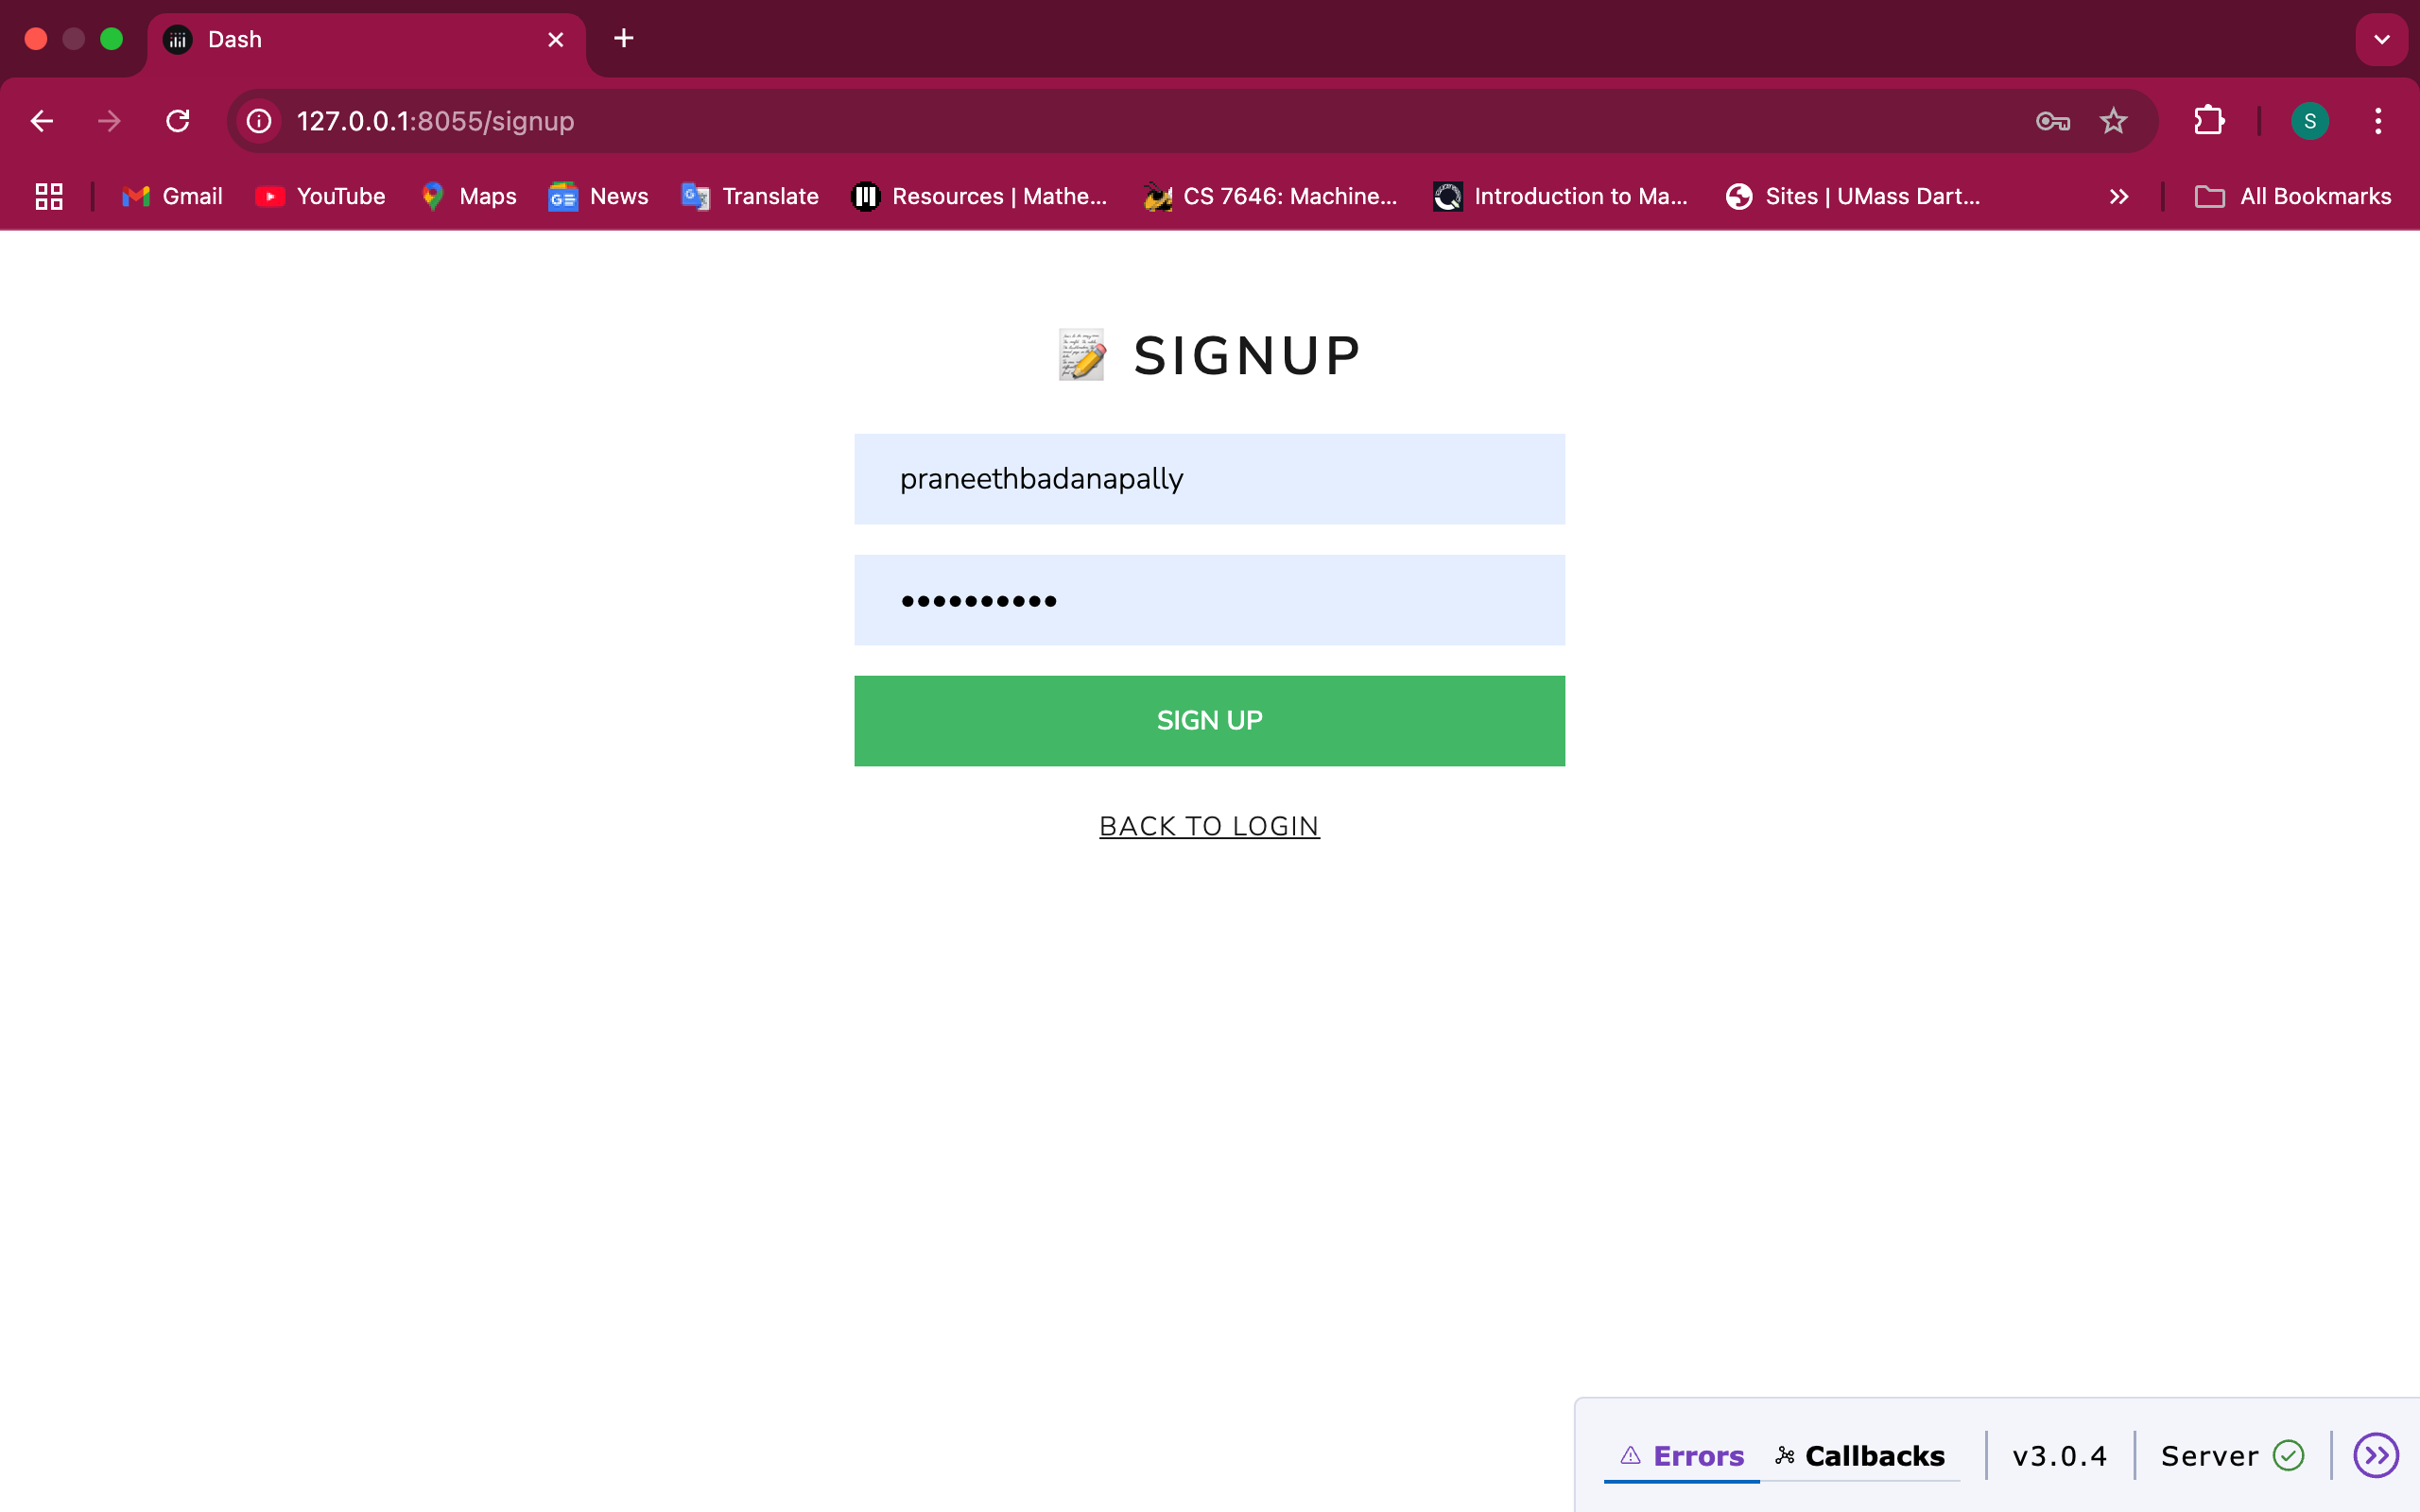 Dash
127.0.0.1:8055/signup
S
Gmail
YouTube
Maps
News
Translate
Resources | Mathe...
CS 7646: Machine...
Introduction to Ma...
Sites | UMass Dart...
All Bookmarks
SIGNUP
praneethbadanapally
••••••••••
SIGN UP
BACK TO LOGIN
Errors
Callbacks
v3.0.4
Server